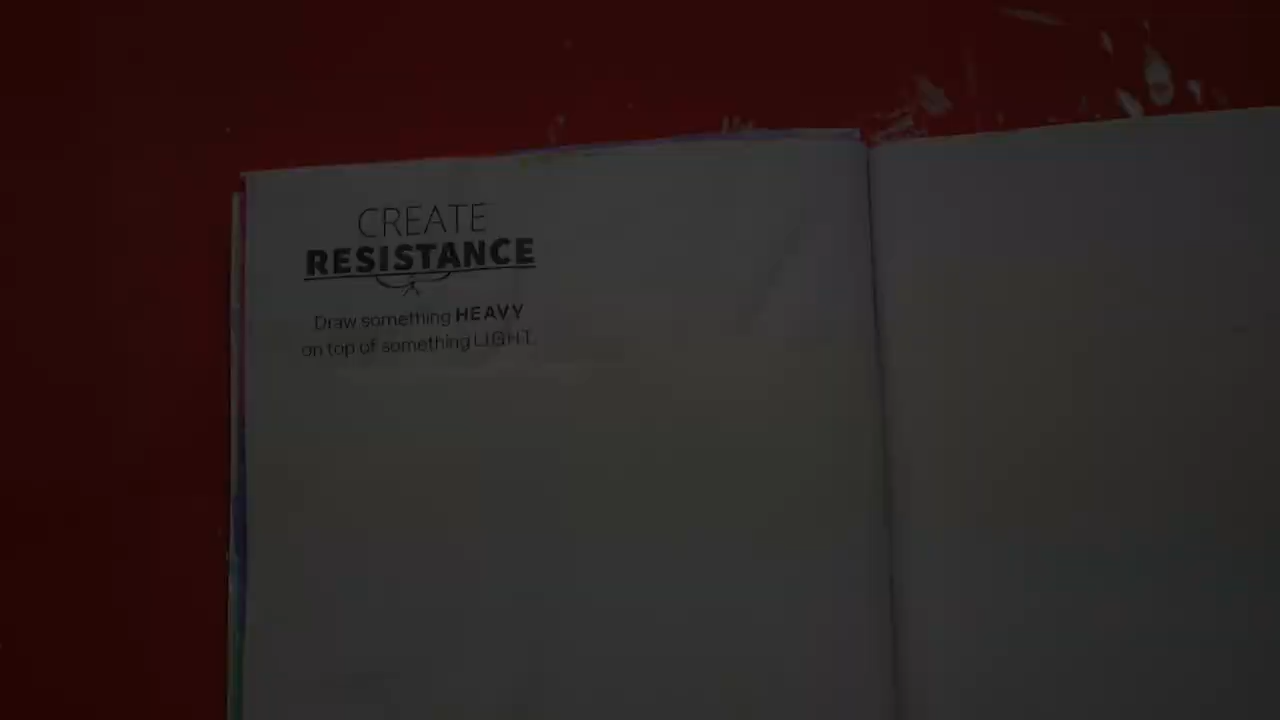 CREATE
RESISTANCE
Draw something HEAVY
on top of something LIGHT.